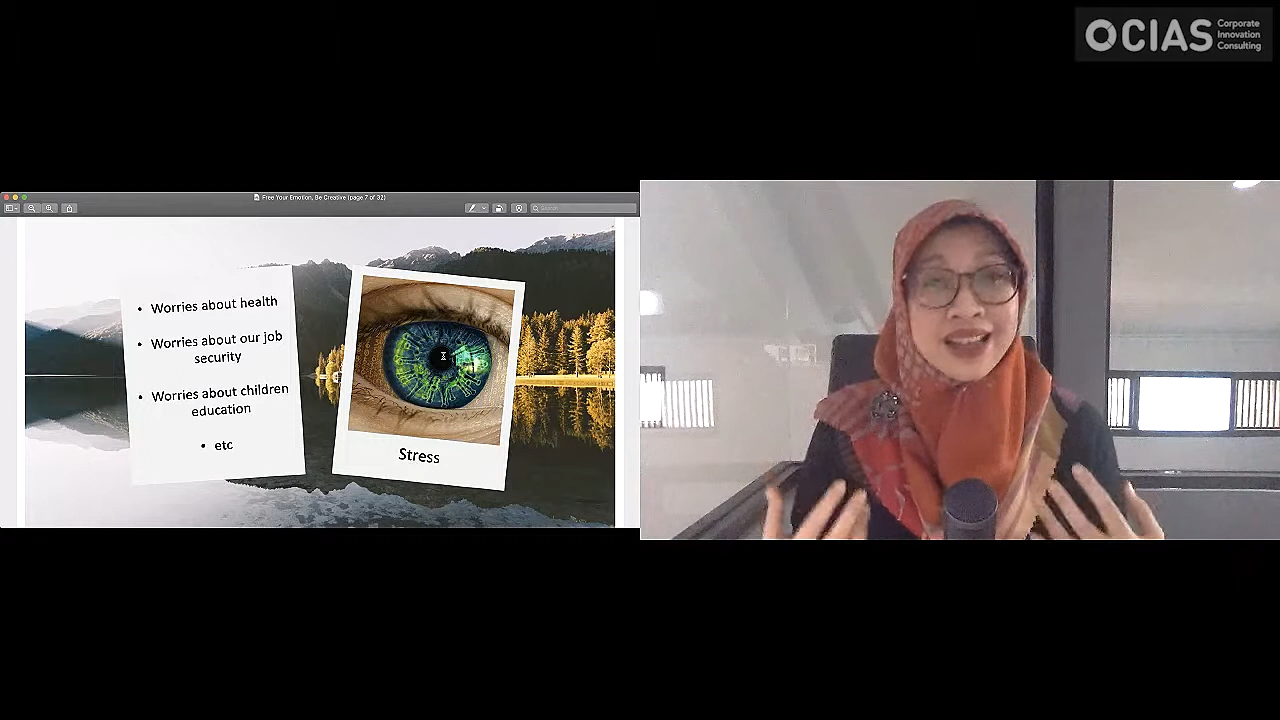 OCIAS
Corporate
Innovation
Consulting
Free Your Emotion, Be Creative (page 7 of 32)
Search
• Worries about health
• Worries about our job
security
• Worries about children
education
• etc
Stress